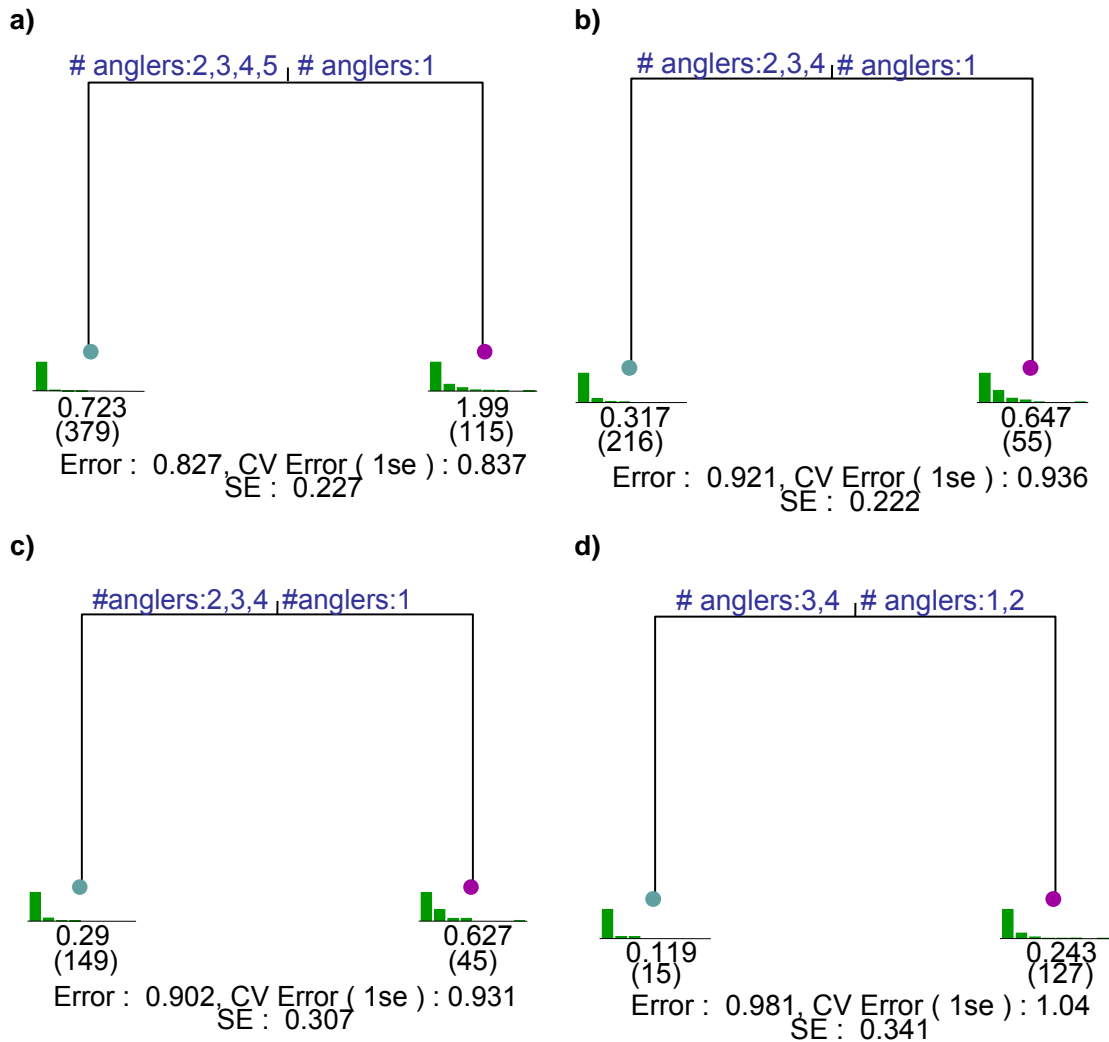 a)
# anglers:2,3,4,5 # anglers:1
0.723
(379)
1.99
(115)
Error : 0.827, CV Error ( 1se ) : 0.837
SE : 0.227
b)
# anglers:2,3,4 # anglers:1
0.317
(216)
0.647
(55)
Error : 0.921, CV Error ( 1se ) : 0.936
SE : 0.222
c)
#anglers:2,3,4 #anglers:1
0.29
(149)
0.627
(45)
Error : 0.902, CV Error ( 1se ) : 0.931
SE : 0.307
d)
# anglers:3,4 # anglers:1,2
0.119
(15)
0.243
(127)
Error : 0.981, CV Error ( 1se ) : 1.04
SE : 0.341